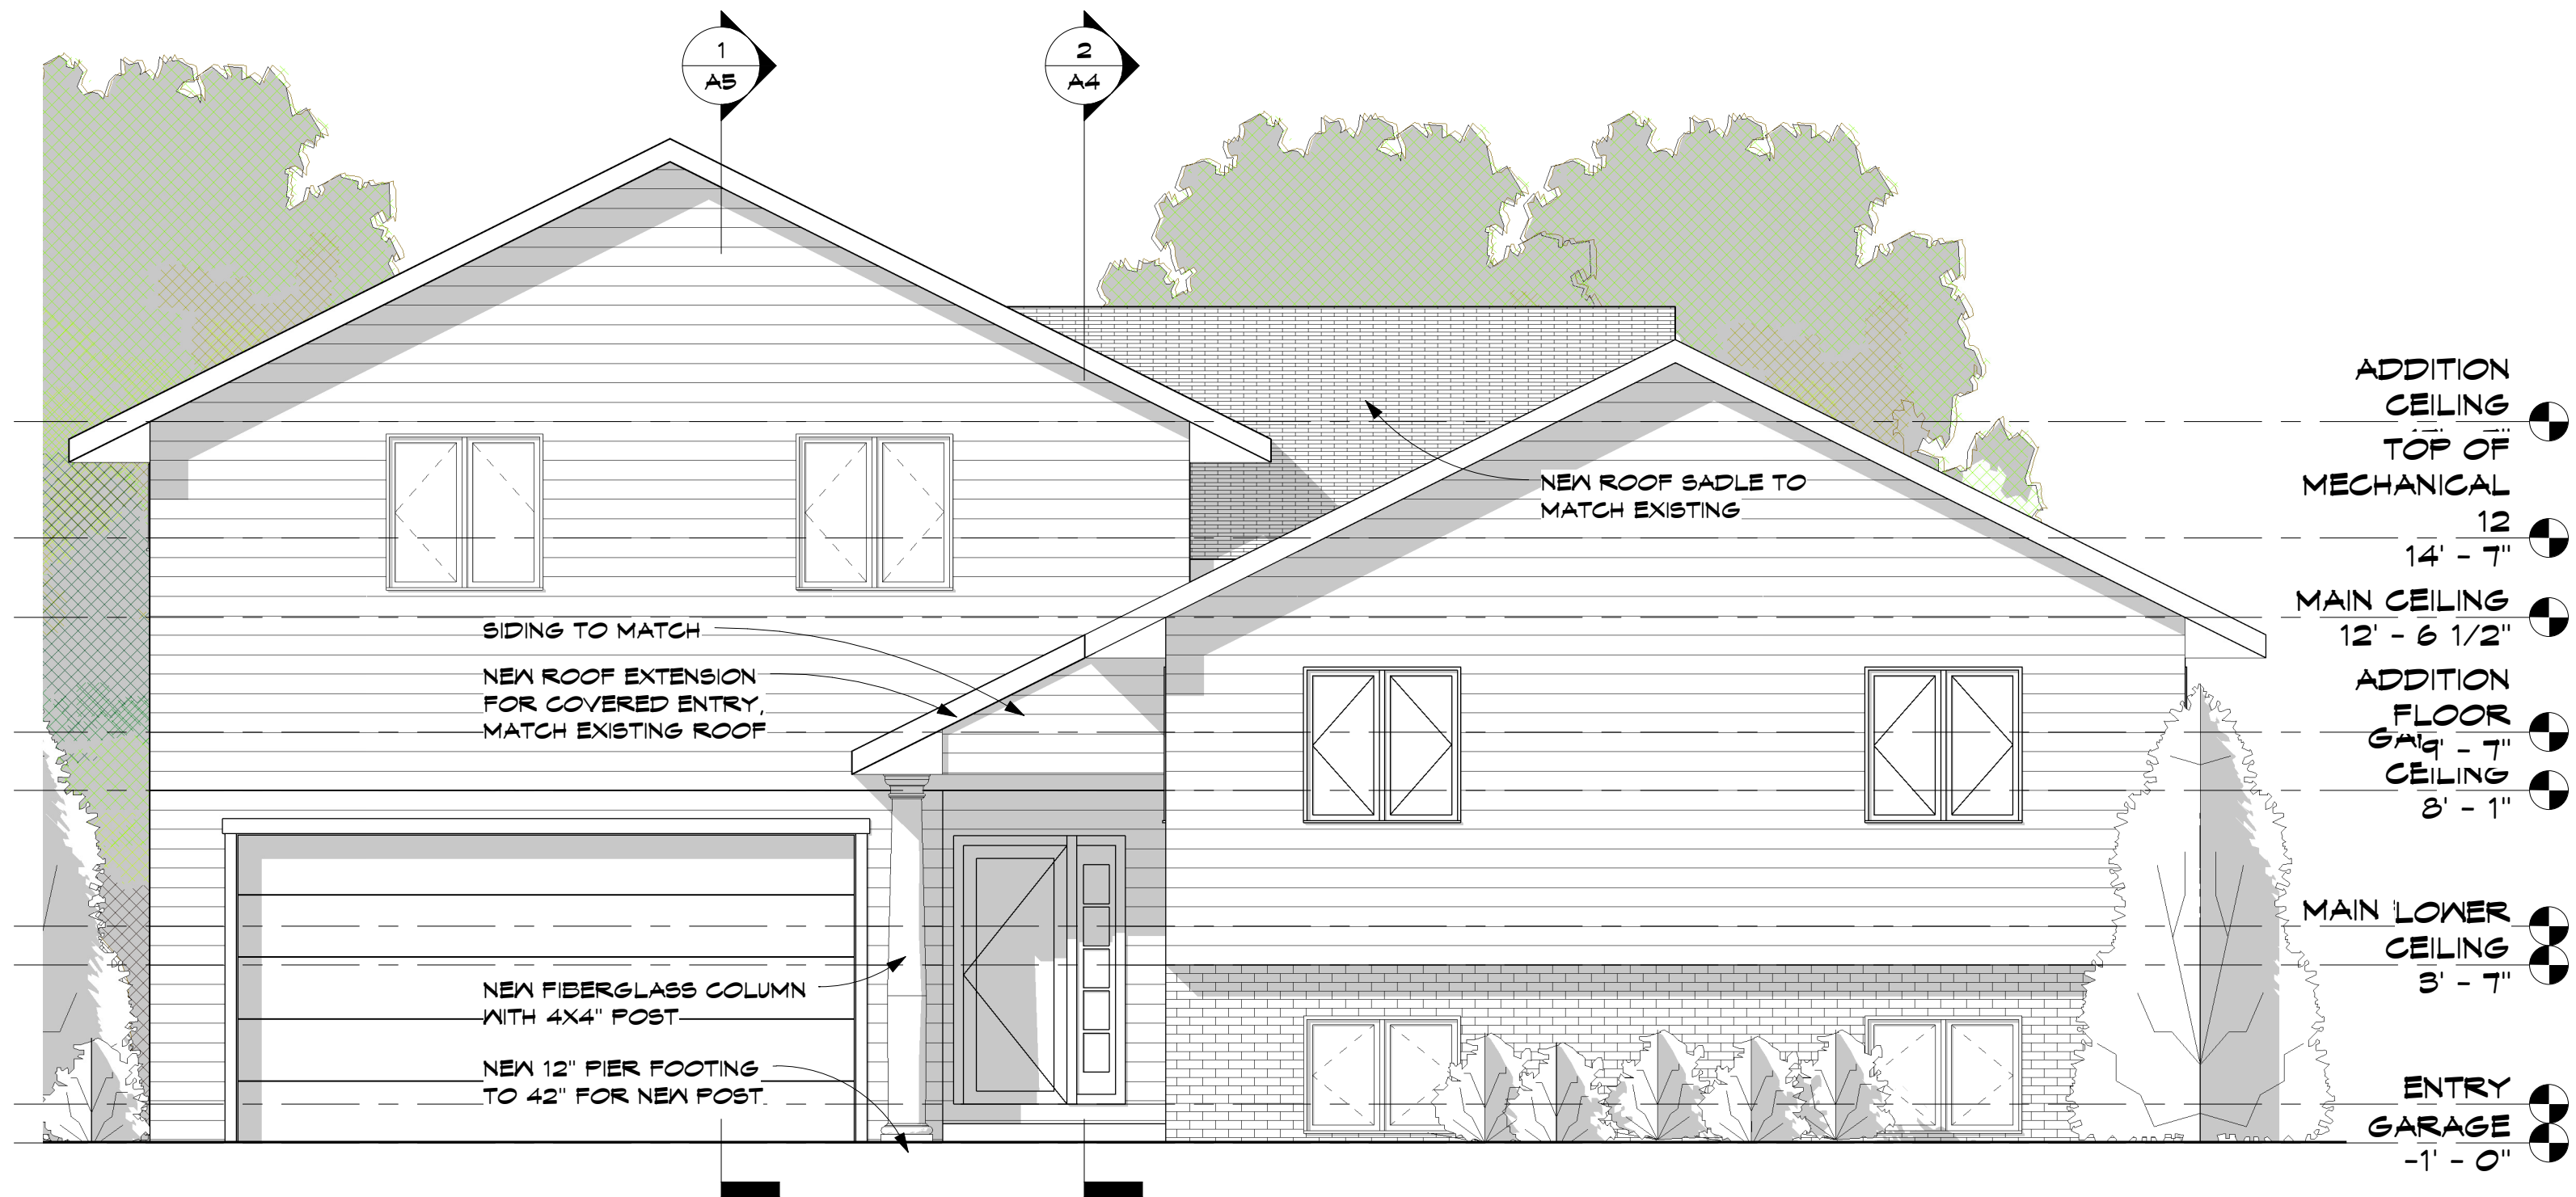 1
A5
2
A4
ADDITION
CEILING
TOP OF
MECHANICAL
12
14' - 7"
NEW ROOF SADLE TO
MATCH EXISTING
MAIN CEILING
12' - 6 1/2"
SIDING TO MATCH
NEW ROOF EXTENSION
FOR COVERED ENTRY,
MATCH EXISTING ROOF
ADDITION
FLOOR
9' - 7"
CEILING
8' - 1"
MAIN LOWER
CEILING
3' - 7"
NEW FIBERGLASS COLUMN
WITH 4X4" POST
NEW 12" PIER FOOTING
TO 42" FOR NEW POST
ENTRY
GARAGE
-1' - 0"